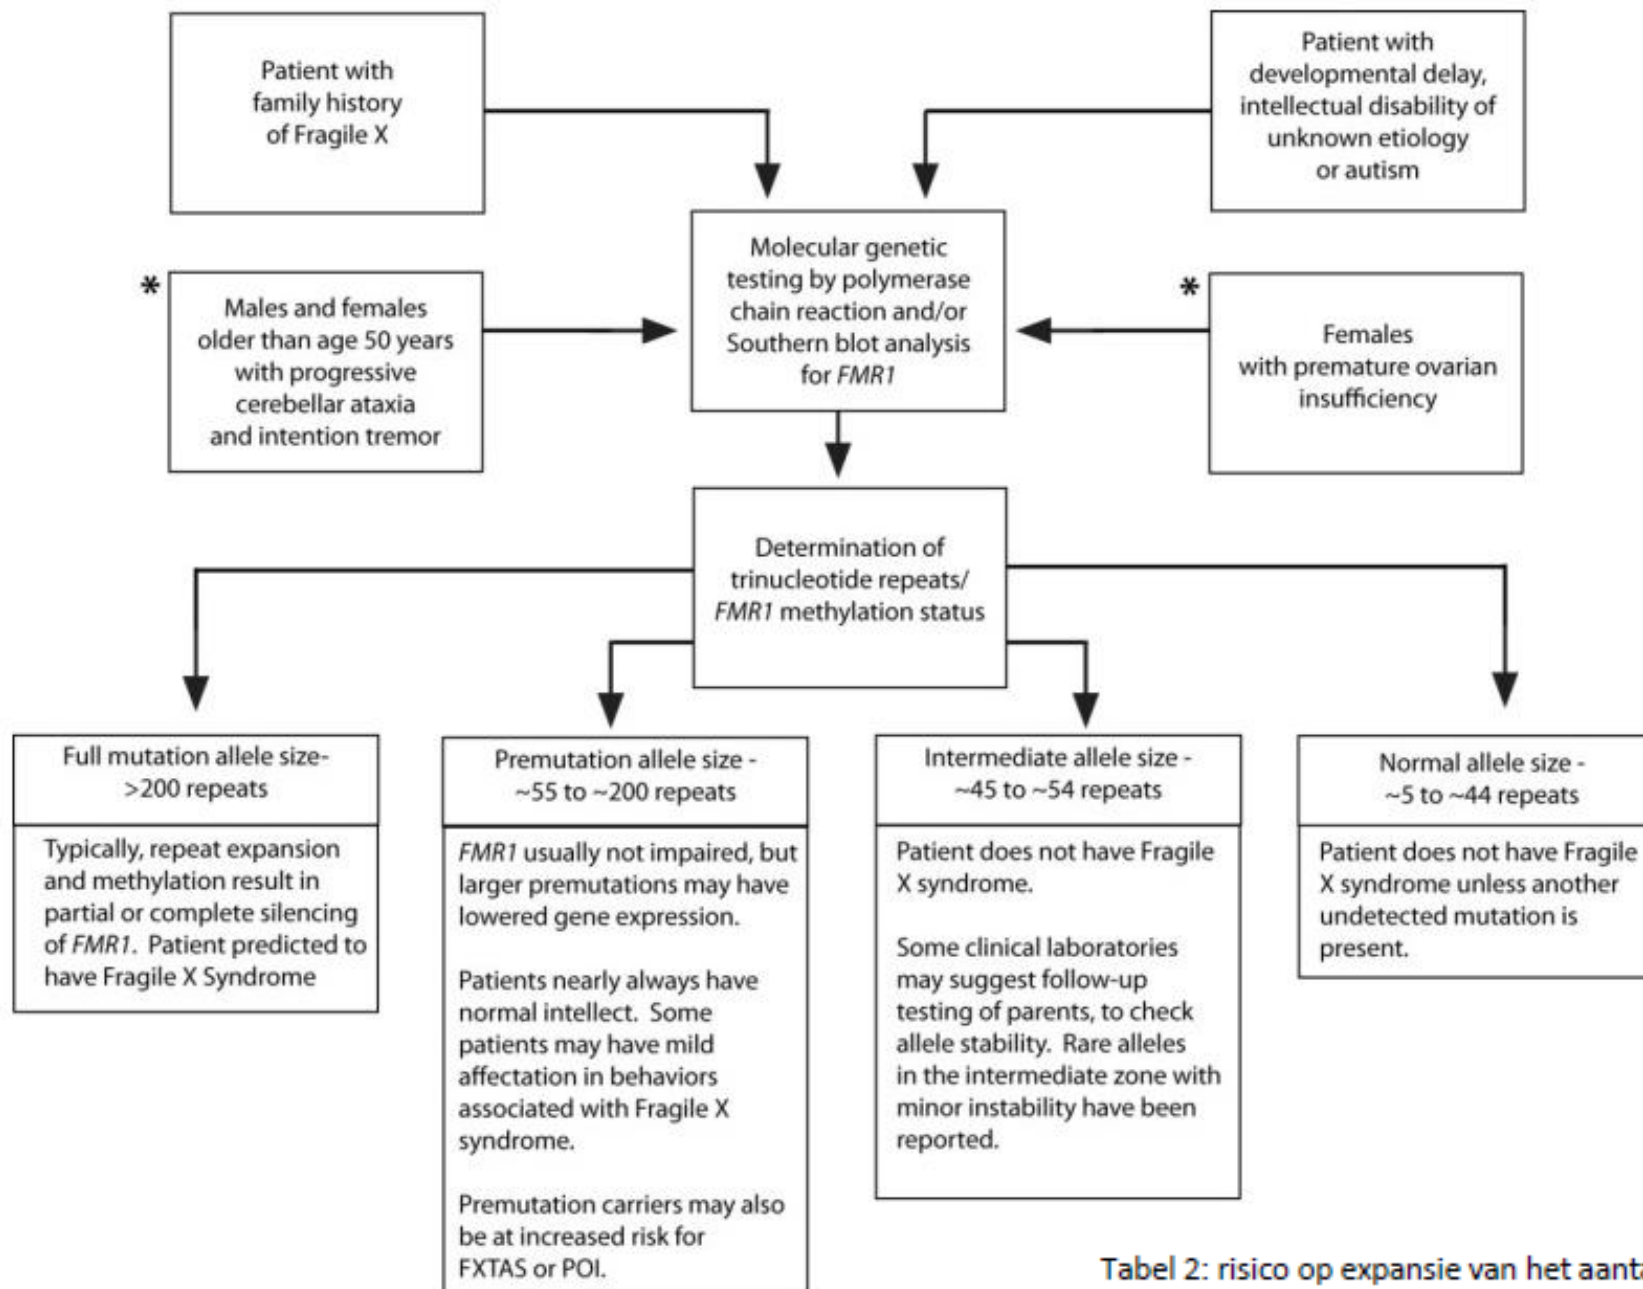 Patient with
family history
of Fragile X
Patient with
developmental delay,
intellectual disability of
unknown etiology
or autism
Molecular genetic
testing by polymerase
chain reaction and/or
Southern blot analysis
for FMR1
*
Males and females
older than age 50 years
with progressive
cerebellar ataxia
and intention tremor
*
Females
with premature ovarian
insufficiency
Determination of
trinucleotide repeats/
FMR1 methylation status
Full mutation allele size-
>200 repeats
Typically, repeat expansion
and methylation result in
partial or complete silencing
of FMR1. Patient predicted to
have Fragile X Syndrome
Premutation allele size -
~55 to ~200 repeats
FMR1 usually not impaired, but
larger premutations may have
lowered gene expression.
Patients nearly always have
normal intellect. Some
patients may have mild
affectation in behaviors
associated with Fragile X
syndrome.
Premutation carriers may also
be at increased risk for
FXTAS or POI.
Intermediate allele size -
~45 to ~54 repeats
Patient does not have Fragile
X syndrome.
Some clinical laboratories
may suggest follow-up
testing of parents, to check
allele stability. Rare alleles
in the intermediate zone with
minor instability have been
reported.
Normal allele size -
~5 to ~44 repeats
Patient does not have Fragile
X syndrome unless another
undetected mutation is
present.
Tabel 2: risico op expansie van het